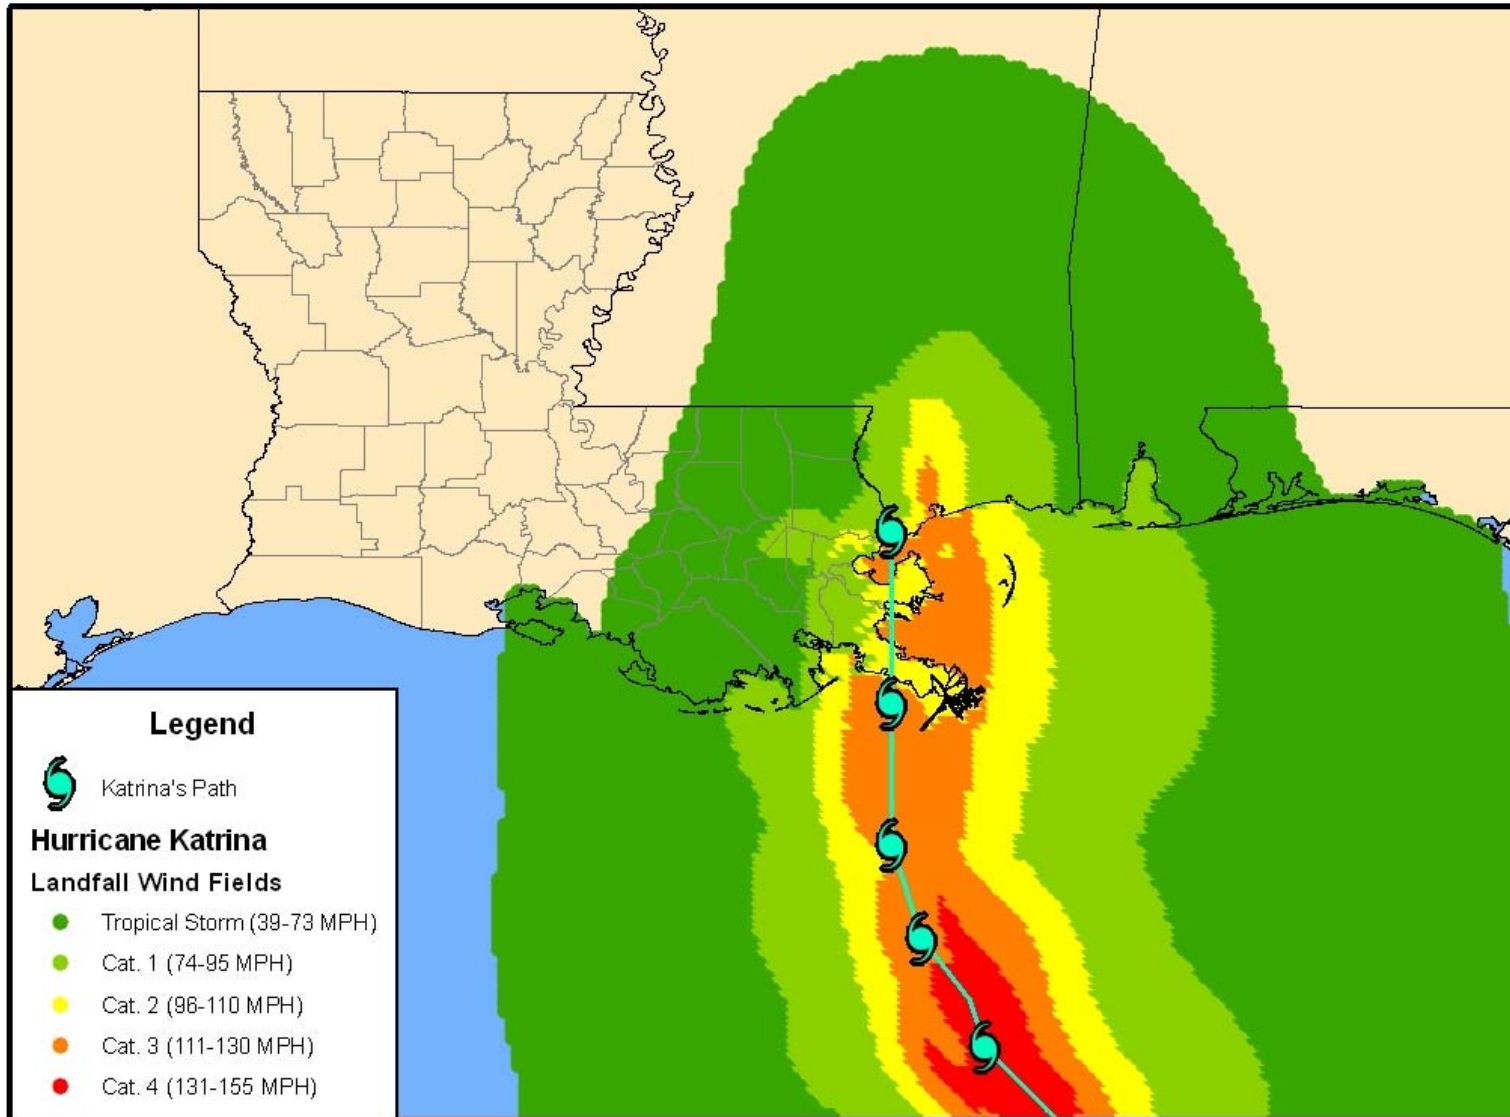 Legend
Katrina's Path
Hurricane Katrina
Landfall Wind Fields
Tropical Storm (39-73 MPH)
Cat. 1 (74-95 MPH)
Cat. 2 (96-110 MPH)
Cat. 3 (111-130 MPH)
Cat. 4 (131-155 MPH)